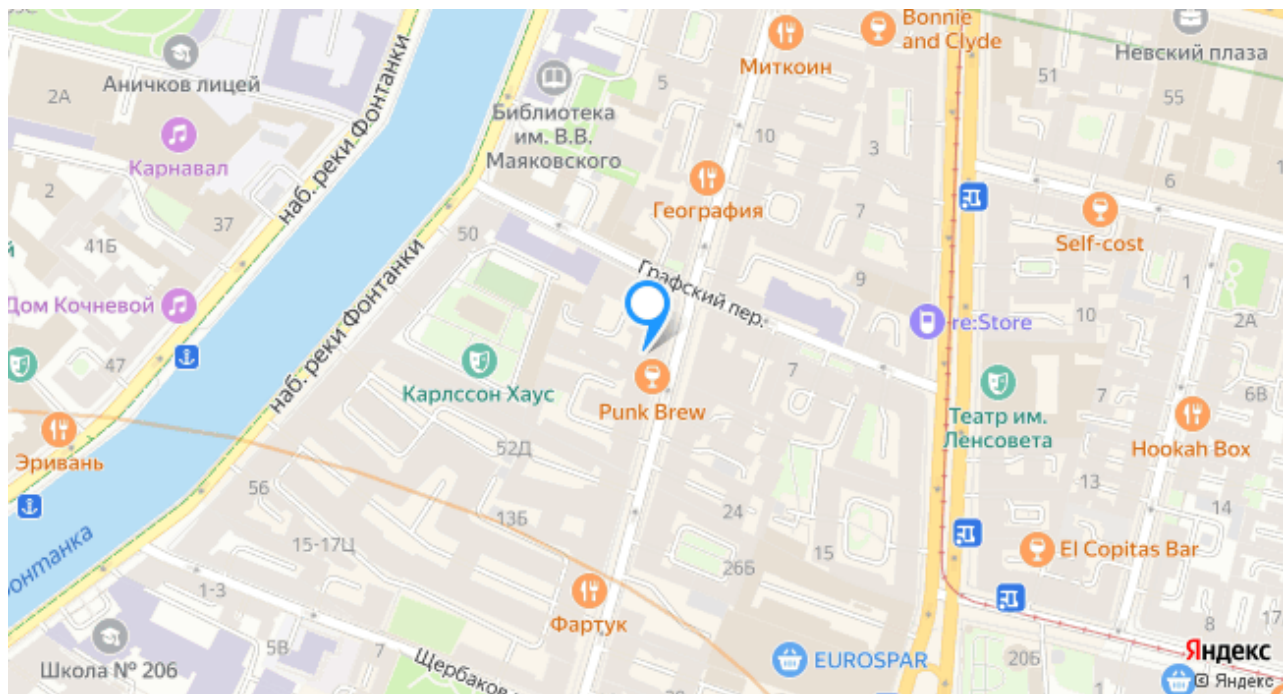 Bonnie
and Clyde
Невский плаза
Аничков лицей
Миткоин
5
51
2А
наб. реки Фонтанки
Библиотека
им. В.В.
Маяковского
55
Карнавал
10
3
6
География
2
37
7
Self-cost
50
41Б
наб. реки Фонтанки
Графский пер.
9
1
Дом Кочневой
re:Store
10
2А
47
7
Карлссон Хаус
Punk Brew
Театр им.
Ленсовета
7
6В
Эривань
52Д
Hookah Box
56
13
14
13Б
24
15-17Ц
15
El Copitas Bar
26Б
1-3
Фартук
5В
7
8
Щербаков
Школа № 206
EUROSPAR
20Б
Яндекс
© Яндекс